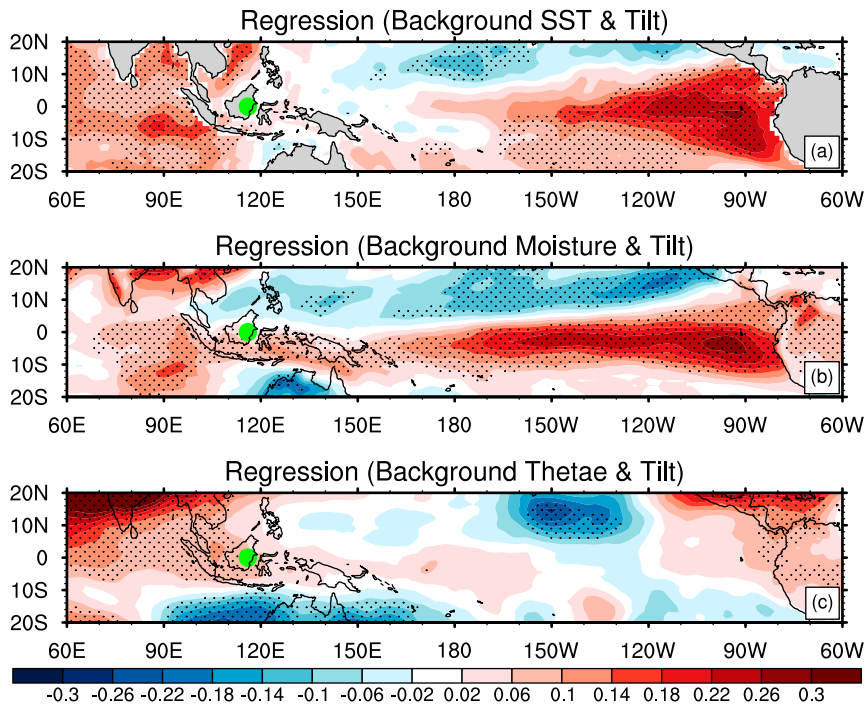 Regression (Background SST & Tilt)
20N
10N
0
10S
20S
(a)
60E 90E 120E 150E 180 150W 120W 90W 60W
Regression (Background Moisture & Tilt)
20N
10N
0
10S
20S
(b)
60E 90E 120E 150E 180 150W 120W 90W 60W
Regression (Background Thetae & Tilt)
20N
10N
0
10S
20S
(c)
60E 90E 120E 150E 180 150W 120W 90W 60W
-0.3 -0.26 -0.22 -0.18 -0.14 -0.1 -0.06 -0.02 0.02 0.06 0.1 0.14 0.18 0.22 0.26 0.3